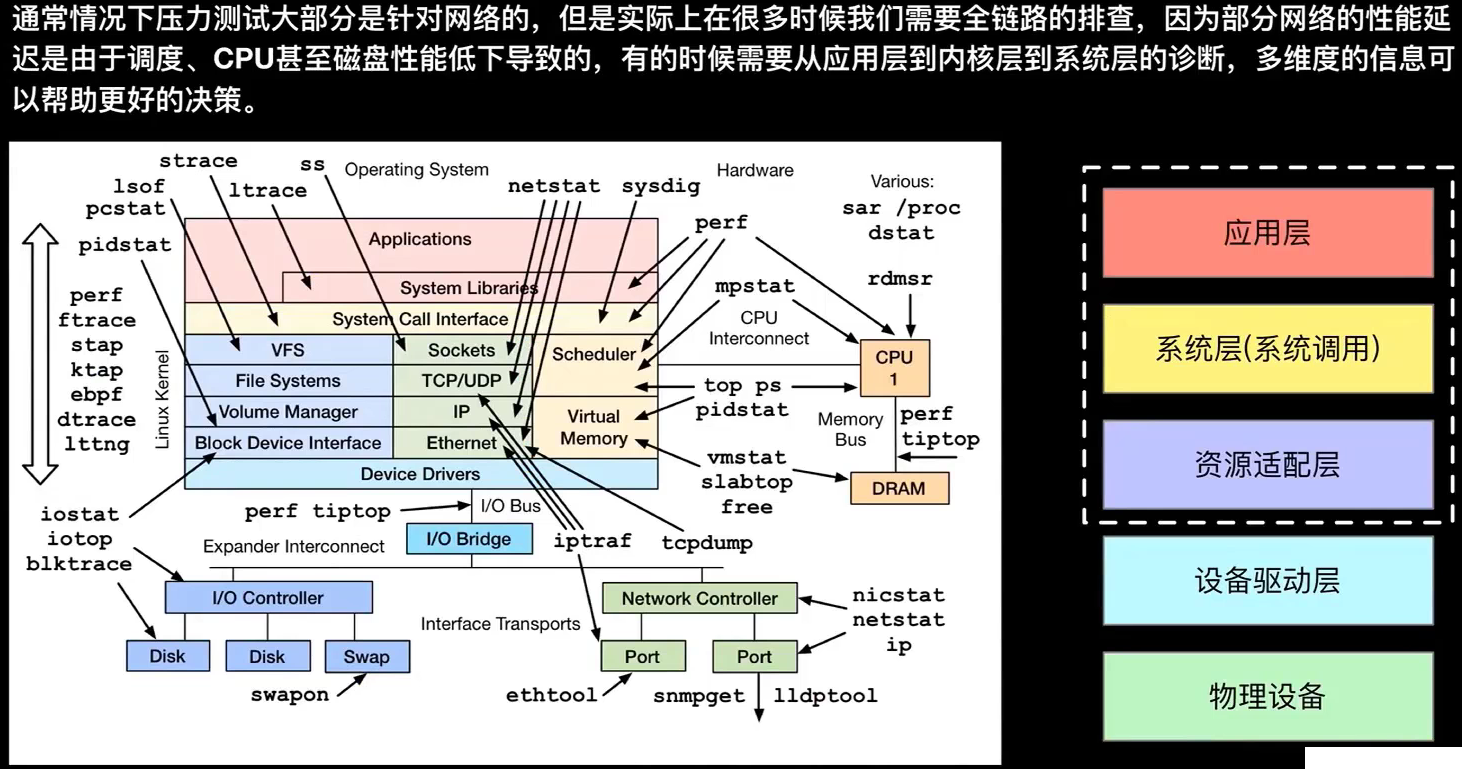 通常情况下压力测试大部分是针对网络的，但是实际上在很多时候我们需要全链路的排查，因为部分网络的性能延
迟是由于调度、CPU甚至磁盘性能低下导致的，有的时候需要从应用层到内核层到系统层的诊断，多维度的信息可
以帮助更好的决策。
strace
ss
Operating System
Hardware
lsof
pcstat
ltrace
netstat
sysdig
Various:
sar /proc
dstat
pidstat
perf
Applications
perf
ftrace
stap
ktap
ebpf
dtrace
lttng
System Libraries
mpstat
rdmsr
System Call Interface
CPU
Interconnect
Linux Kernel
VFS
Sockets
Scheduler
CPU
1
File Systems
TCP/UDP
top ps
pidstat
Volume Manager
IP
Virtual
Memory
Memory
Bus
perf
tiptop
Block Device Interface
Ethernet
vmstat
slabtop
free
DRAM
Device Drivers
iostat
iotop
blktrace
perf tiptop
I/O Bus
Expander Interconnect
I/O Bridge
iptraf
tcpdump
I/O Controller
Network Controller
nicstat
netstat
ip
Interface Transports
Disk
Disk
Swap
Port
Port
swapon
ethtool
snmpget
lldptool
应用层
系统层(系统调用)
资源适配层
设备驱动层
物理设备